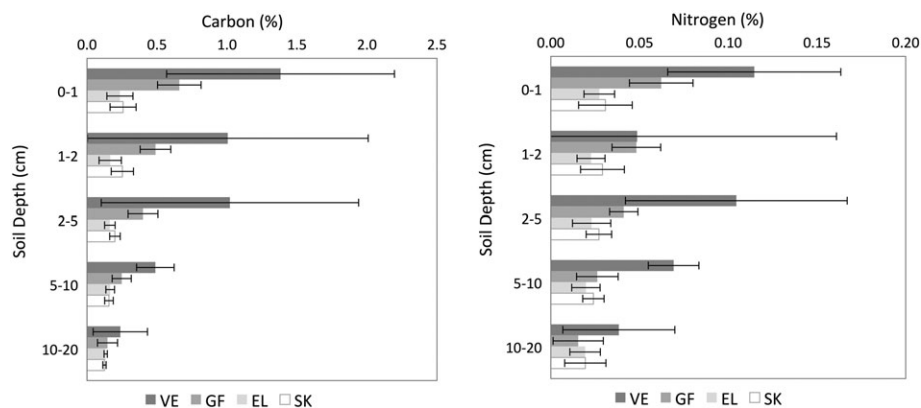 Carbon (%)
0.0 0.5 1.0 1.5 2.0 2.5
Soil Depth (cm)
0-1
1-2
2-5
5-10
10-20
VE GF EL SK
Nitrogen (%)
0.00 0.05 0.10 0.15 0.20
Soil Depth (cm)
0-1
1-2
2-5
5-10
10-20
VE GF EL SK